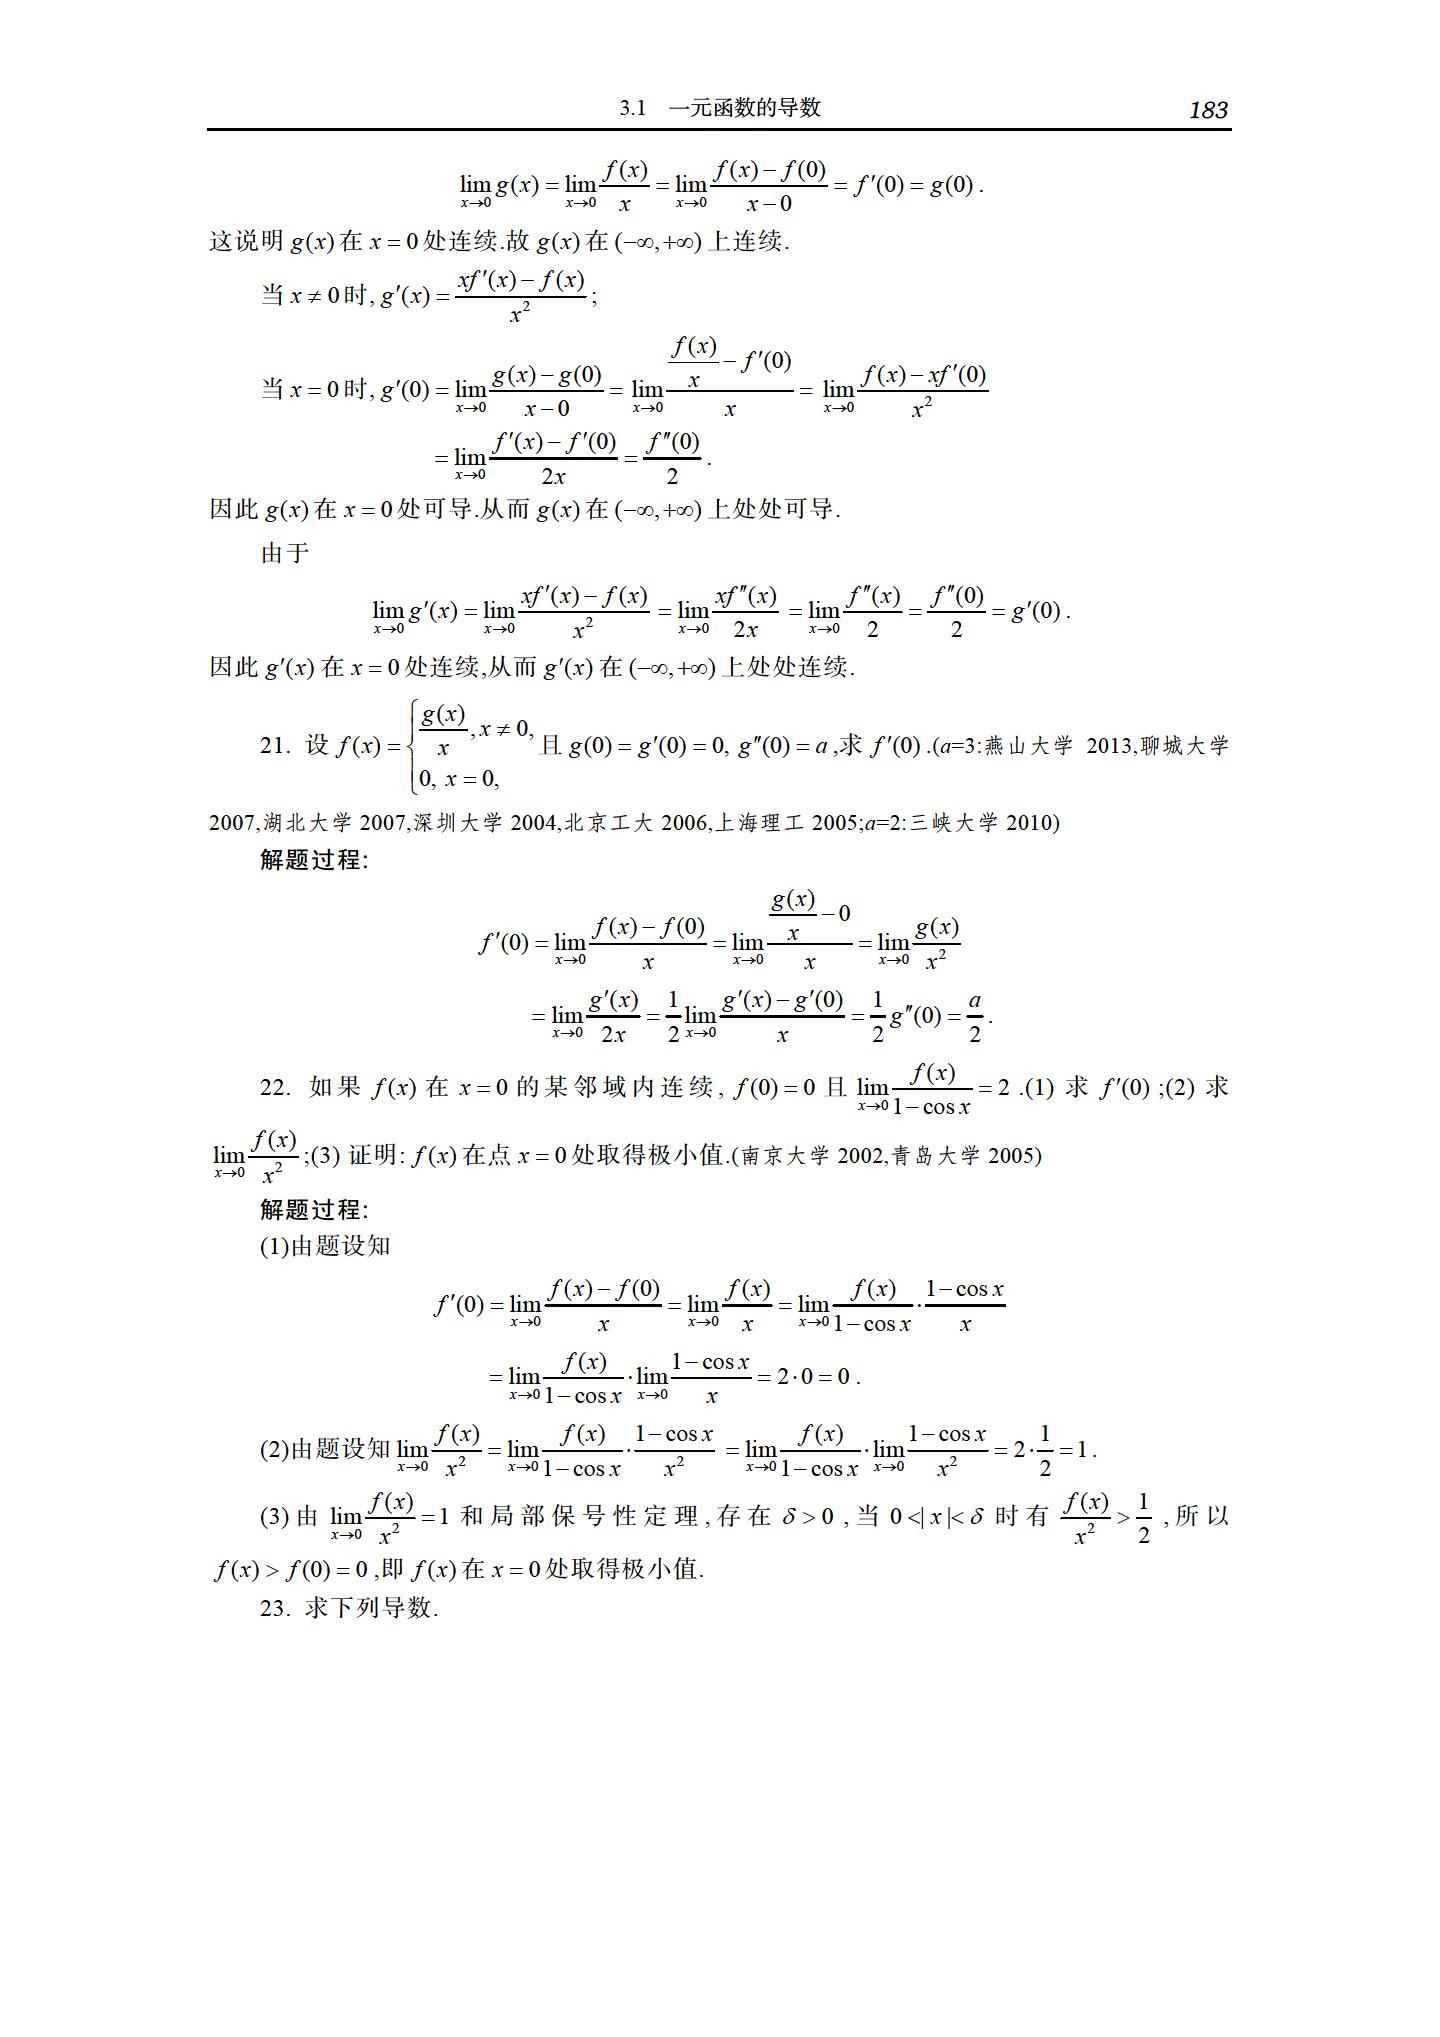 3.1 一元函数的导数 183
$\lim_{x\to 0} g(x)=\lim_{x\to 0}\frac{f(x)}{x}=\lim_{x\to 0}\frac{f(x)-f(0)}{x-0}=f'(0)=g(0)$.
这说明 $g(x)$ 在 $x=0$ 处连续.故 $g(x)$ 在 $(-\infty,+\infty)$ 上连续.
当 $x\neq 0$ 时, $g'(x)=\frac{xf'(x)-f(x)}{x^2}$;
当 $x=0$ 时, $g'(0)=\lim_{x\to 0}\frac{g(x)-g(0)}{x-0}=\lim_{x\to 0}\frac{\frac{f(x)}{x}-f'(0)}{x}=\lim_{x\to 0}\frac{f(x)-xf'(0)}{x^2}$
$=\lim_{x\to 0}\frac{f'(x)-f'(0)}{2x}=\frac{f''(0)}{2}$.
因此 $g(x)$ 在 $x=0$ 处可导.从而 $g(x)$ 在 $(-\infty,+\infty)$ 上处处可导.
由于
$\lim_{x\to 0} g'(x)=\lim_{x\to 0}\frac{xf'(x)-f(x)}{x^2}=\lim_{x\to 0}\frac{xf''(x)}{2x}=\lim_{x\to 0}\frac{f''(x)}{2}=\frac{f''(0)}{2}=g'(0)$.
因此 $g'(x)$ 在 $x=0$ 处连续,从而 $g'(x)$ 在 $(-\infty,+\infty)$ 上处处连续.
21. 设 $f(x)=\begin{cases}\frac{g(x)}{x}, x\neq 0,\\ 0, x=0,\end{cases}$ 且 $g(0)=g'(0)=0, g''(0)=a$,求 $f'(0)$.(a=3:燕山大学 2013,聊城大学
2007,湖北大学 2007,深圳大学 2004,北京工大 2006,上海理工 2005;a=2:三峡大学 2010)
解题过程:
$f'(0)=\lim_{x\to 0}\frac{f(x)-f(0)}{x}=\lim_{x\to 0}\frac{\frac{g(x)}{x}-0}{x}=\lim_{x\to 0}\frac{g(x)}{x^2}$
$=\lim_{x\to 0}\frac{g'(x)}{2x}=\frac{1}{2}\lim_{x\to 0}\frac{g'(x)-g'(0)}{x}=\frac{1}{2}g''(0)=\frac{a}{2}$.
22. 如果 $f(x)$ 在 $x=0$ 的某邻域内连续, $f(0)=0$ 且 $\lim_{x\to 0}\frac{f(x)}{1-\cos x}=2$.(1) 求 $f'(0)$;(2) 求
$\lim_{x\to 0}\frac{f(x)}{x^2}$;(3) 证明: $f(x)$ 在点 $x=0$ 处取得极小值.(南京大学 2002,青岛大学 2005)
解题过程:
(1)由题设知
$f'(0)=\lim_{x\to 0}\frac{f(x)-f(0)}{x}=\lim_{x\to 0}\frac{f(x)}{x}=\lim_{x\to 0}\frac{f(x)}{1-\cos x}\cdot\frac{1-\cos x}{x}$
$=\lim_{x\to 0}\frac{f(x)}{1-\cos x}\cdot\lim_{x\to 0}\frac{1-\cos x}{x}=2\cdot 0=0$.
(2)由题设知 $\lim_{x\to 0}\frac{f(x)}{x^2}=\lim_{x\to 0}\frac{f(x)}{1-\cos x}\cdot\frac{1-\cos x}{x^2}=\lim_{x\to 0}\frac{f(x)}{1-\cos x}\cdot\lim_{x\to 0}\frac{1-\cos x}{x^2}=2\cdot\frac{1}{2}=1$.
(3) 由 $\lim_{x\to 0}\frac{f(x)}{x^2}=1$ 和局部保号性定理,存在 $\delta>0$,当 $0<|x|<\delta$ 时有 $\frac{f(x)}{x^2}>\frac{1}{2}$,所以
$f(x)>f(0)=0$,即 $f(x)$ 在 $x=0$ 处取得极小值.
23. 求下列导数.